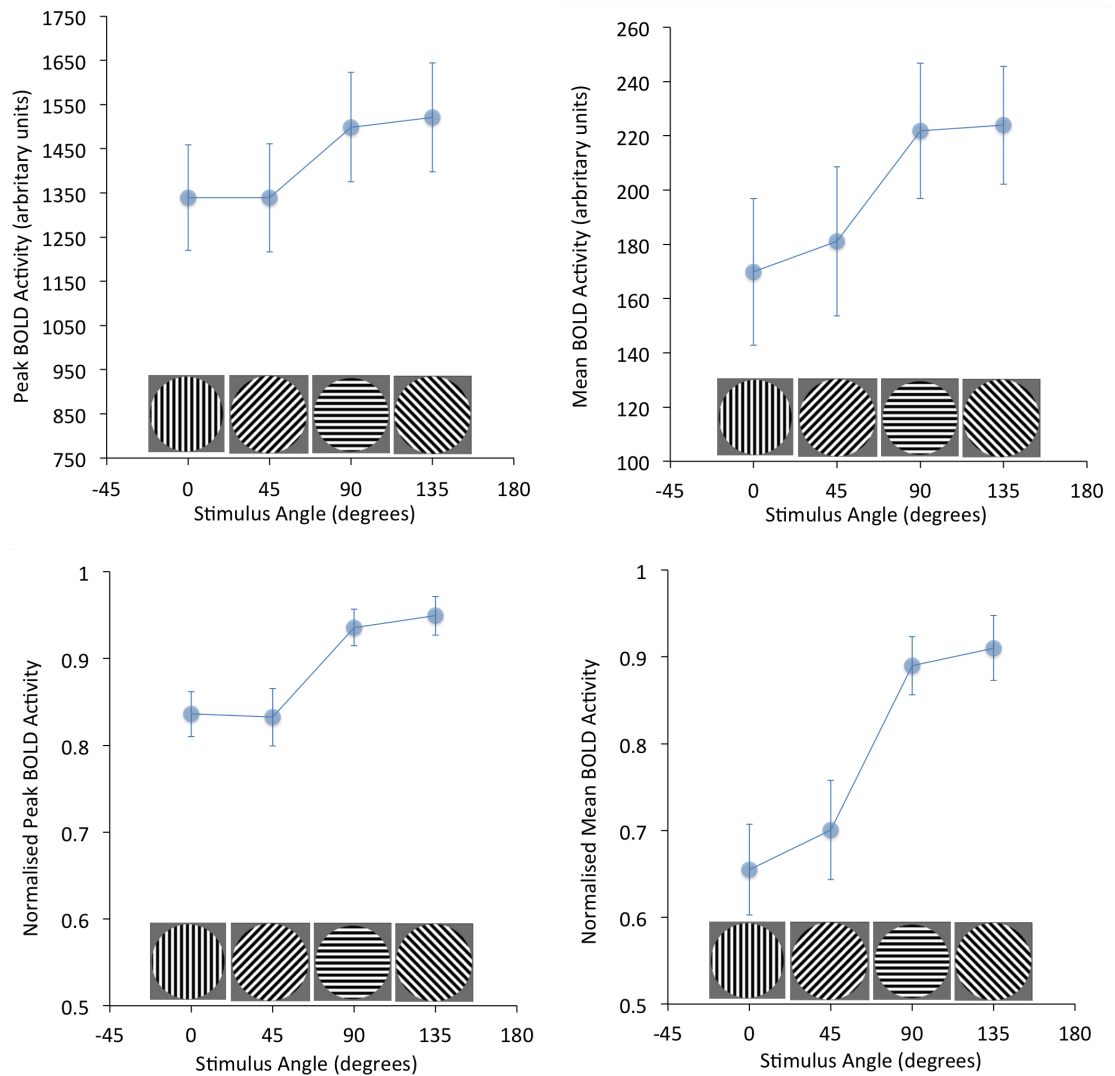 Peak BOLD Activity (arbritary units)
1750
1650
1550
1450
1350
1250
1150
1050
950
850
750
-45 0 45 90 135 180
Stimulus Angle (degrees)
Mean BOLD Activity (arbritary units)
260
240
220
200
180
160
140
120
100
-45 0 45 90 135 180
Stimulus Angle (degrees)
Normalised Peak BOLD Activity
1
0.9
0.8
0.7
0.6
0.5
-45 0 45 90 135 180
Stimulus Angle (degrees)
Normalised Mean BOLD Activity
1
0.9
0.8
0.7
0.6
0.5
-45 0 45 90 135 180
Stimulus Angle (degrees)